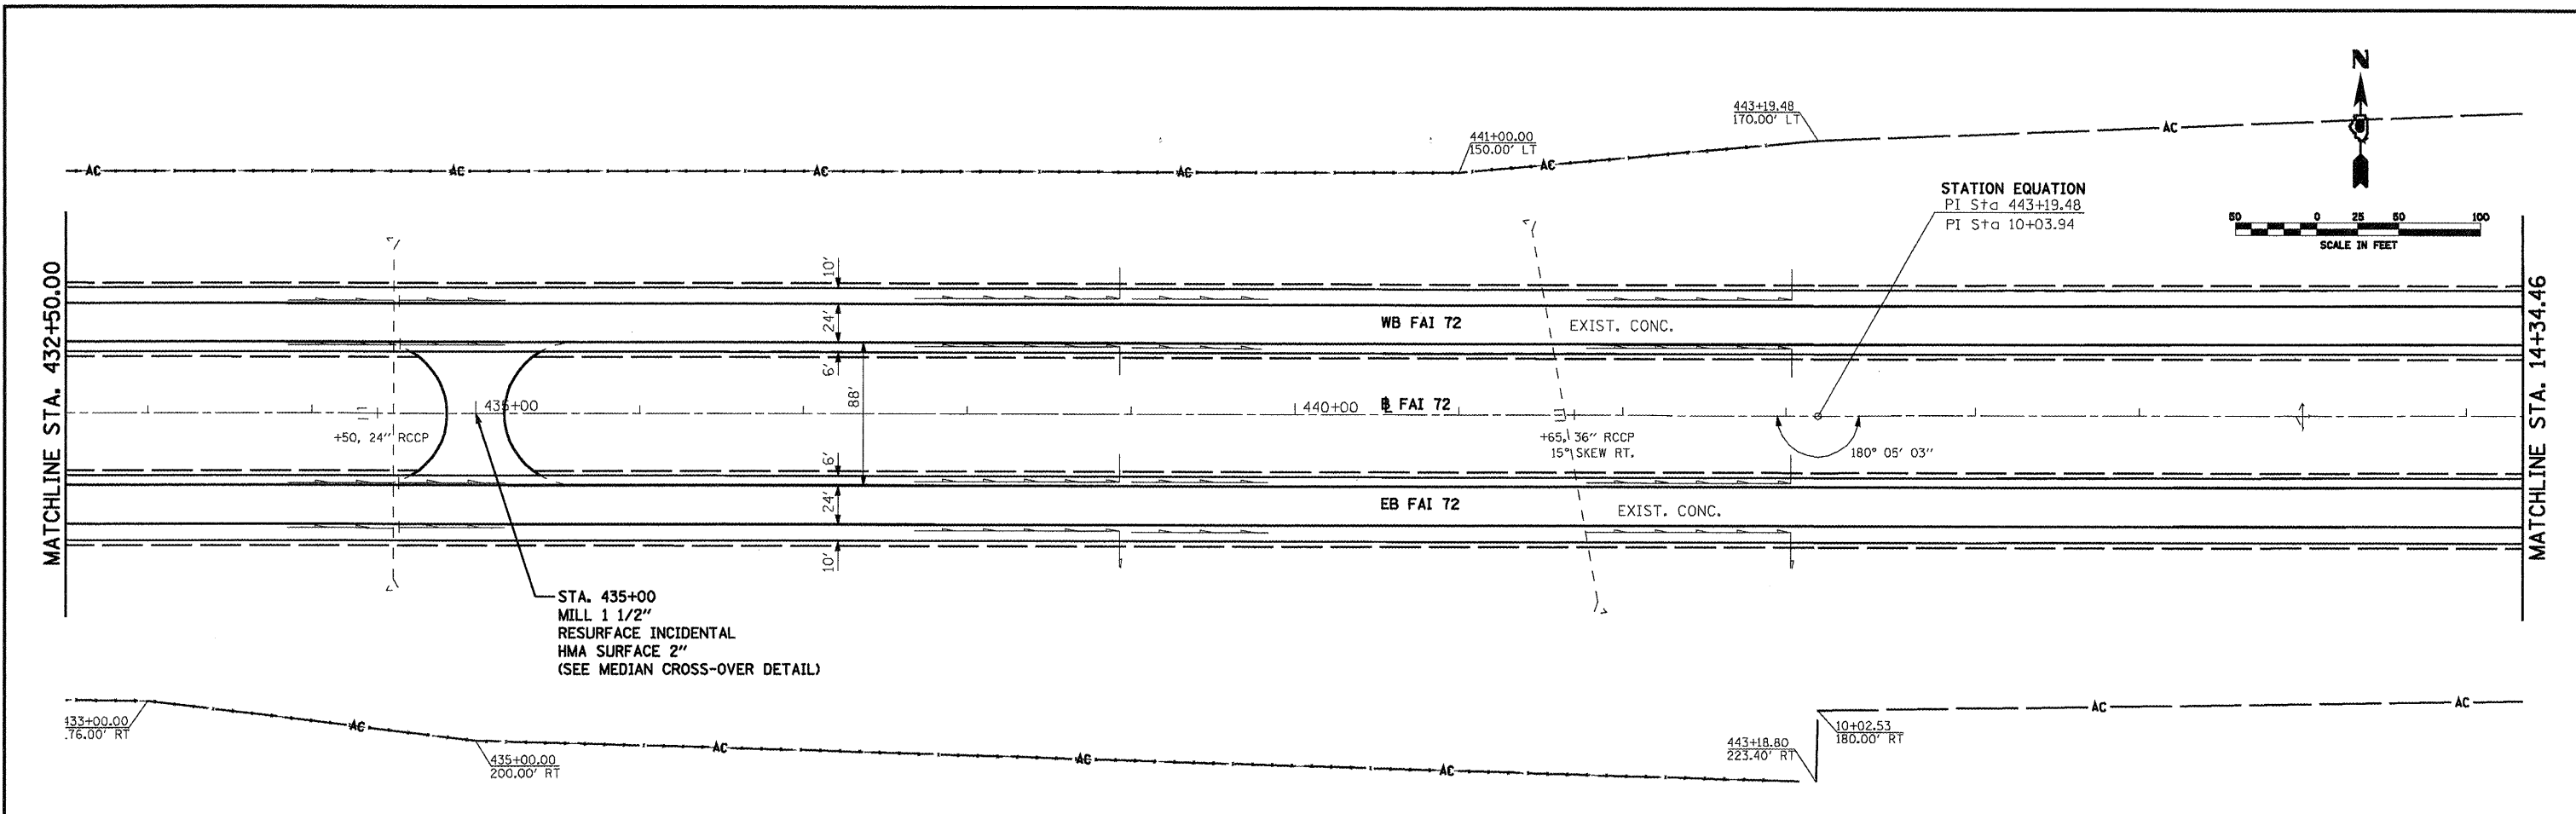 N
443+19.48
170.00' LT
441+00.00
150.00' LT
AC
AC
AC
AC
AC
AC
STATION EQUATION
PI Sta 443+19.48
PI Sta 10+03.94
50 0 25 50 100
SCALE IN FEET
MATCHLINE STA. 432+50.00
MATCHLINE STA. 14+34.46
10'
24'
6'
88'
WB FAI 72
EXIST. CONC.
435+00
440+00
B FAI 72
+50, 24" RCCP
+65, 36" RCCP
15° SKEW RT.
180° 05' 03"
6'
24'
10'
EB FAI 72
EXIST. CONC.
STA. 435+00
MILL 1 1/2"
RESURFACE INCIDENTAL
HMA SURFACE 2"
(SEE MEDIAN CROSS-OVER DETAIL)
33+00.00
76.00' RT
AC
435+00.00
200.00' RT
AC
AC
AC
443+18.80
223.40' RT
10+02.53
180.00' RT
AC
AC